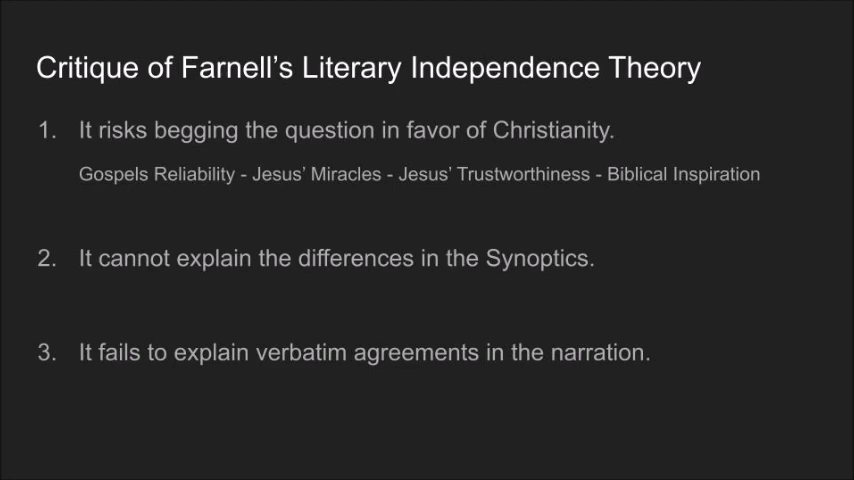 Critique of Farnell’s Literary Independence Theory
1. It risks begging the question in favor of Christianity.
Gospels Reliability - Jesus’ Miracles - Jesus’ Trustworthiness - Biblical Inspiration
2. It cannot explain the differences in the Synoptics.
3. It fails to explain verbatim agreements in the narration.